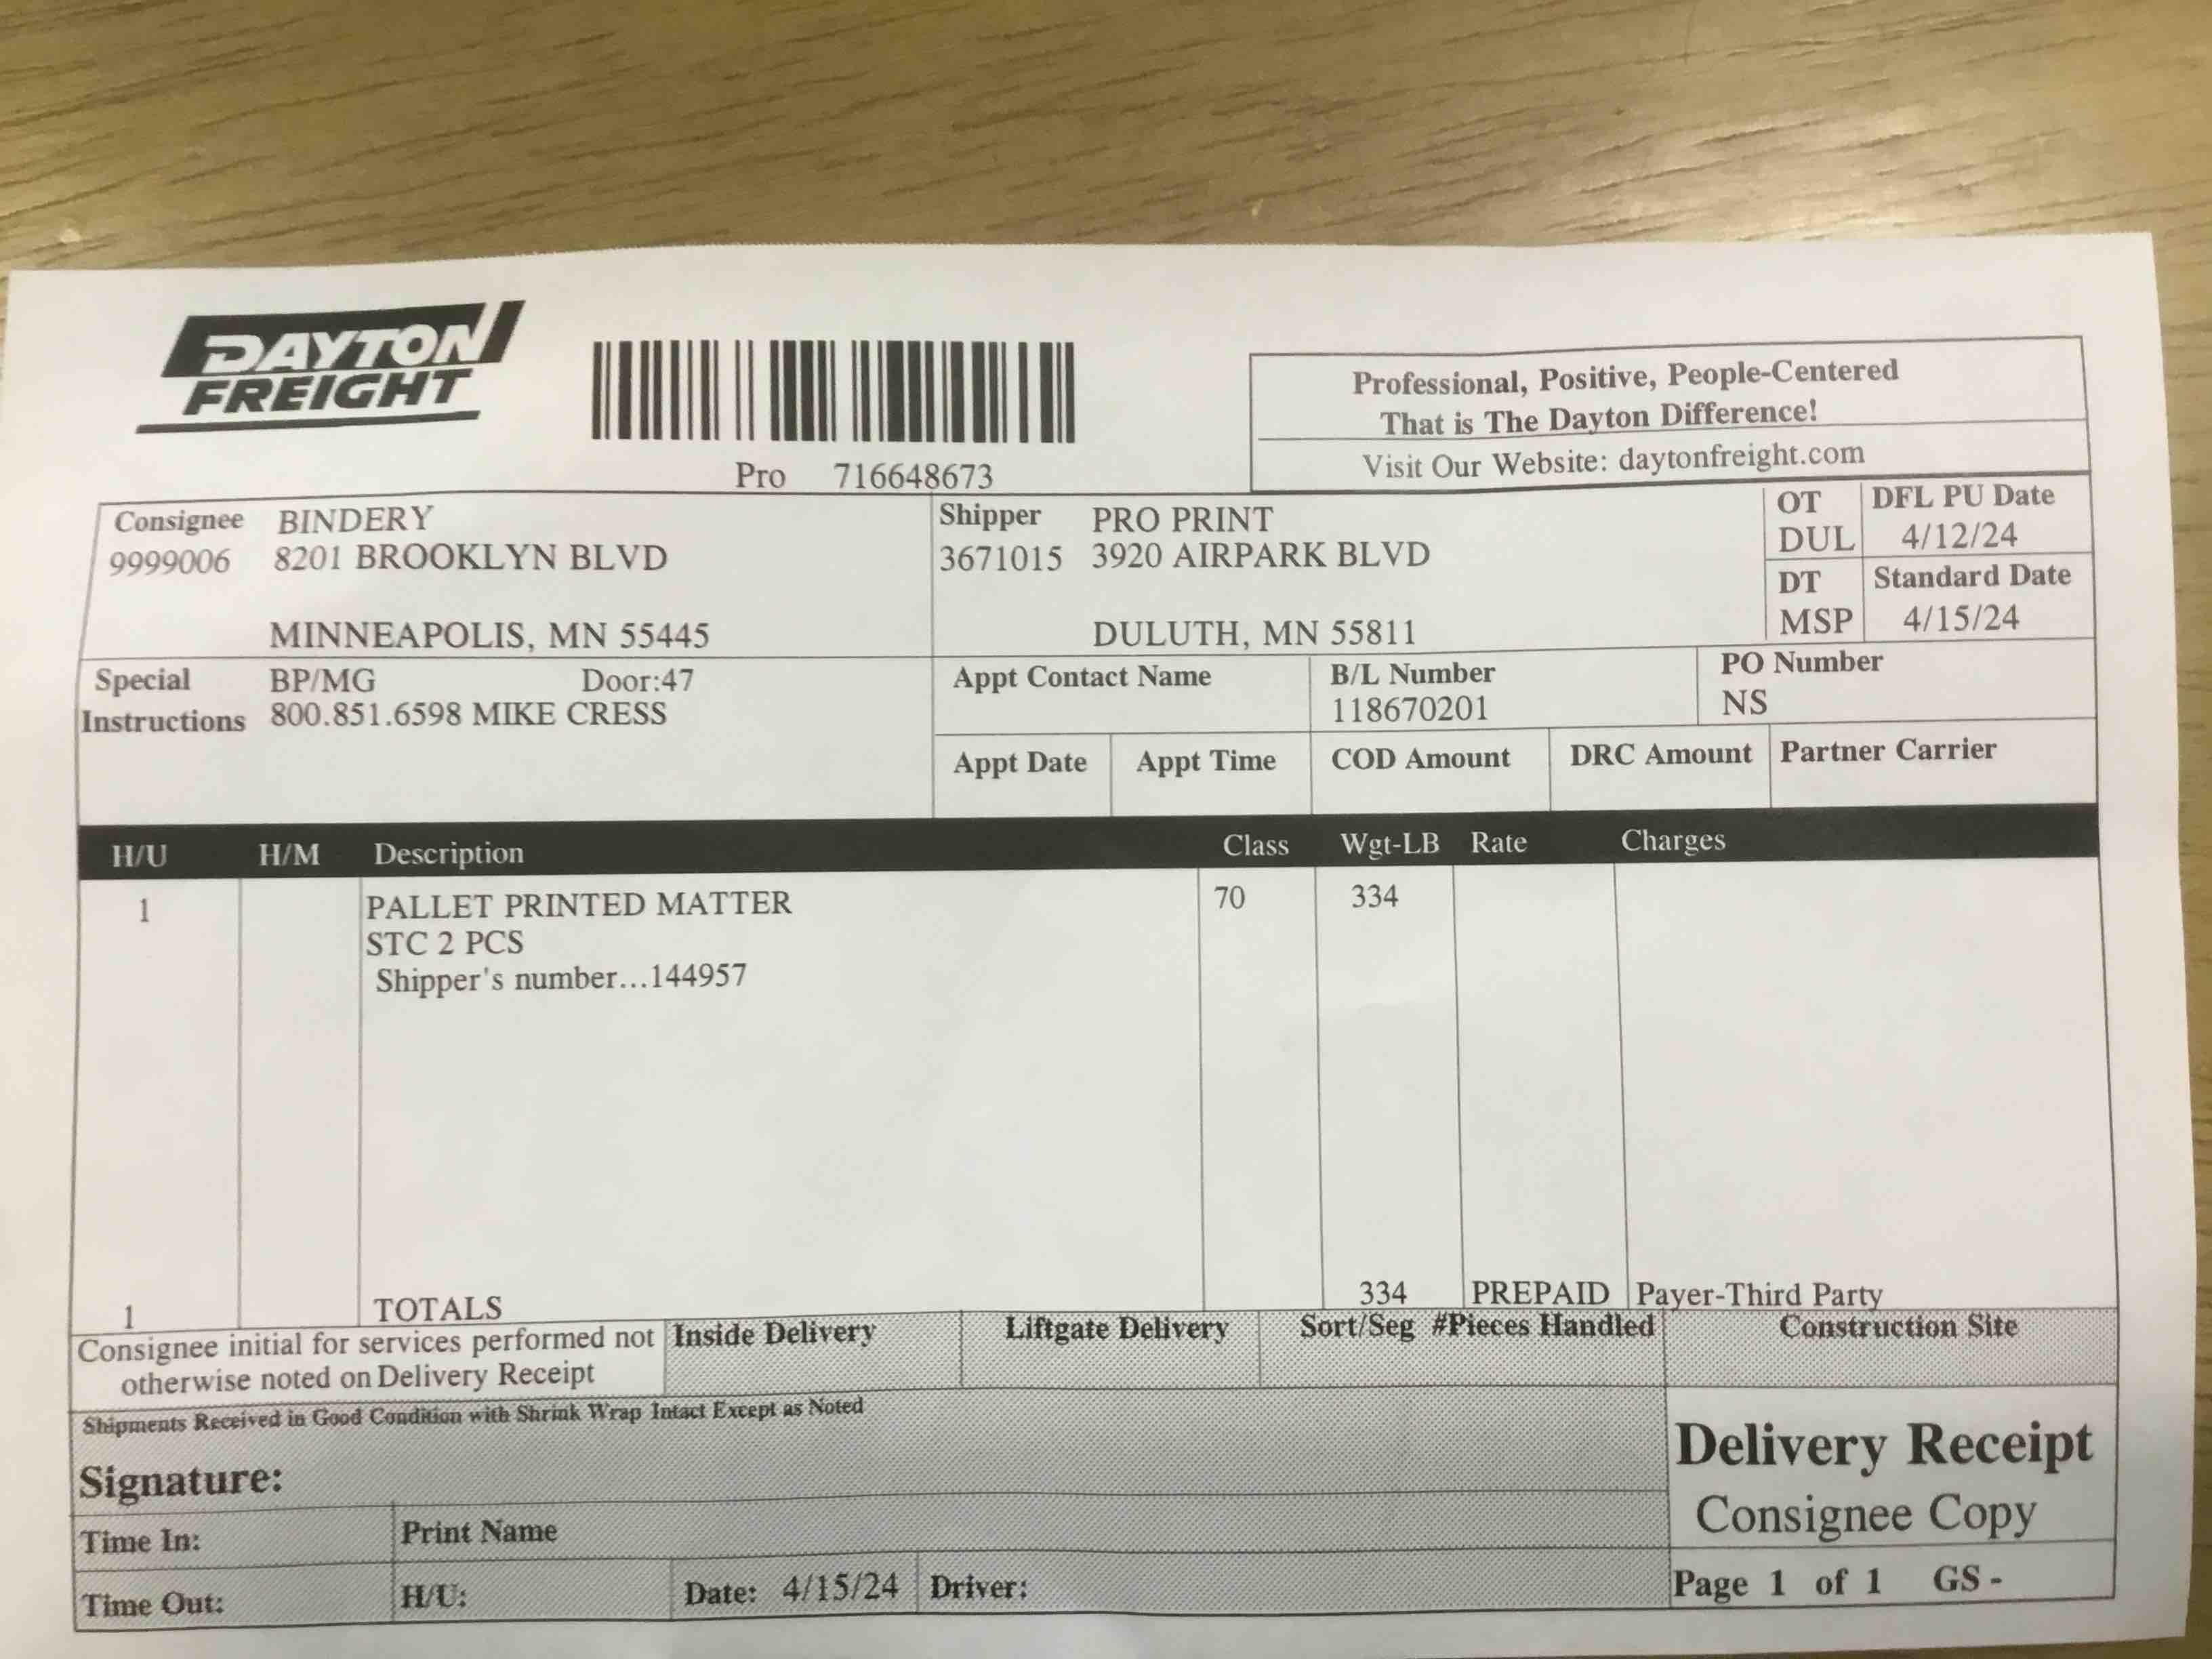 DAYTON
FREIGHT
Professional, Positive, People-Centered
That is The Dayton Difference!
Visit Our Website: daytonfreight.com
Pro 716648673
Consignee BINDERY
9999006 8201 BROOKLYN BLVD
MINNEAPOLIS, MN 55445
Shipper PRO PRINT
3671015 3920 AIRPARK BLVD
DULUTH, MN 55811
OT DFL PU Date
DUL 4/12/24
DT Standard Date
MSP 4/15/24
Special BP/MG Door:47
Instructions 800.851.6598 MIKE CRESS
Appt Contact Name B/L Number PO Number
118670201 NS
Appt Date Appt Time COD Amount DRC Amount Partner Carrier
H/U H/M Description Class Wgt-LB Rate Charges
1 PALLET PRINTED MATTER 70 334
STC 2 PCS
Shipper's number...144957
1 TOTALS 334 PREPAID Payer-Third Party
Consignee initial for services performed not
otherwise noted on Delivery Receipt
Inside Delivery Liftgate Delivery Sort/Seg #Pieces Handled Construction Site
Shipments Received in Good Condition with Shrink Wrap Intact Except as Noted
Signature:
Delivery Receipt
Consignee Copy
Time In: Print Name
Time Out: H/U: Date: 4/15/24 Driver:
Page 1 of 1 GS -